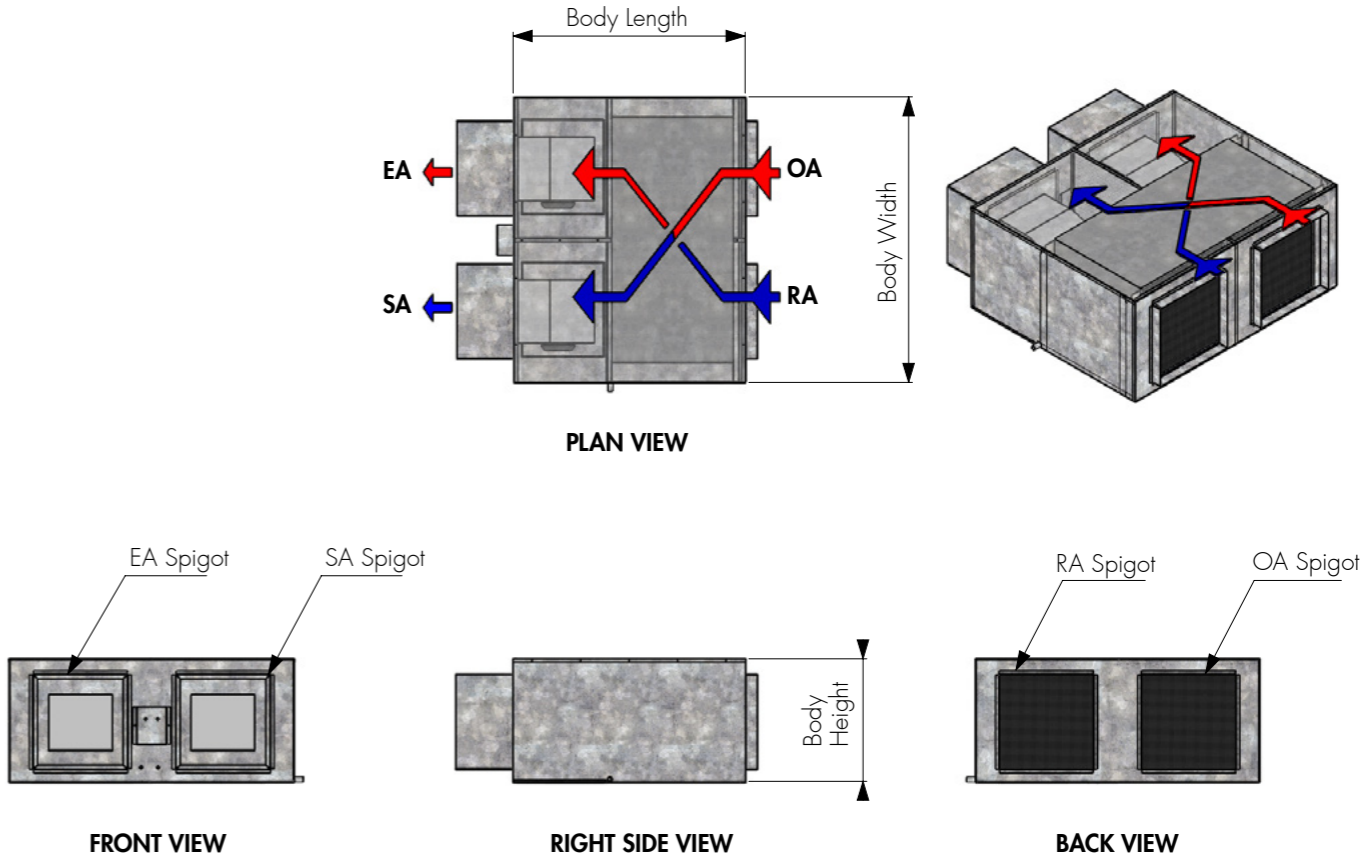 Body Length
EA
OA
Body Width
SA
RA
PLAN VIEW
EA Spigot
SA Spigot
RA Spigot
OA Spigot
Body
Height
FRONT VIEW
RIGHT SIDE VIEW
BACK VIEW